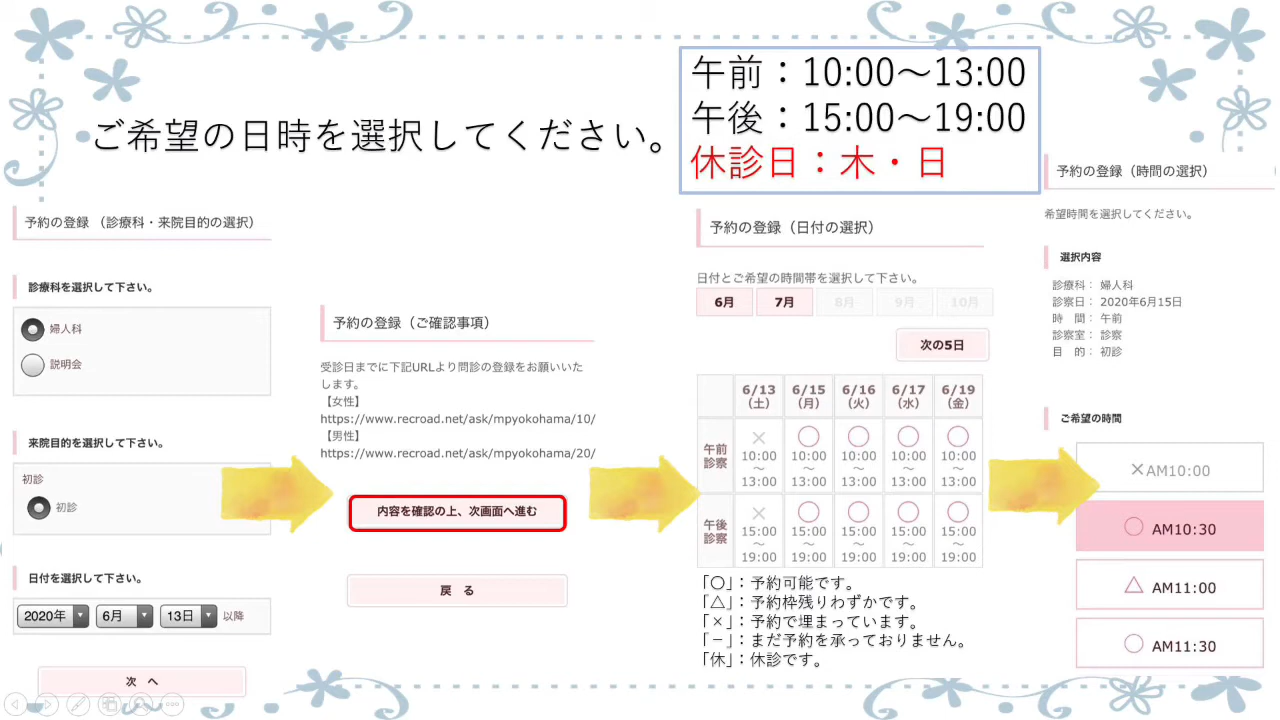 ご希望の日時を選択してください。
午前：10:00～13:00
午後：15:00～19:00
休診日：木・日
予約の登録 （診療科・来院目的の選択）
診療科を選択して下さい。
婦人科
説明会
来院目的を選択して下さい。
初診
初診
日付を選択して下さい。
2020年 6月 13日 以降
次 へ
予約の登録（ご確認事項）
受診日までに下記URLより問診の登録をお願いいた
します。
【女性】
https://www.recroad.net/ask/mpyokohama/10/
【男性】
https://www.recroad.net/ask/mpyokohama/20/
内容を確認の上、次画面へ進む
戻 る
予約の登録（日付の選択）
日付とご希望の時間帯を選択して下さい。
6月 7月 8月 9月 10月
次の5日
6/13 6/15 6/16 6/17 6/19
（土） （月） （火） （水） （金）
午前診察
× ○ ○ ○ ○
10:00 10:00 10:00 10:00 10:00
～ ～ ～ ～ ～
13:00 13:00 13:00 13:00 13:00
午後診察
× ○ ○ ○ ○
15:00 15:00 15:00 15:00 15:00
～ ～ ～ ～ ～
19:00 19:00 19:00 19:00 19:00
「○」：予約可能です。
「△」：予約枠残りわずかです。
「×」：予約で埋まっています。
「－」：まだ予約を承っておりません。
「休」：休診です。
予約の登録（時間の選択）
希望時間を選択してください。
選択内容
診療科： 婦人科
診察日： 2020年6月15日
時　間： 午前
診察室： 診察
目　的： 初診
ご希望の時間
×AM10:00
○ AM10:30
△ AM11:00
○ AM11:30